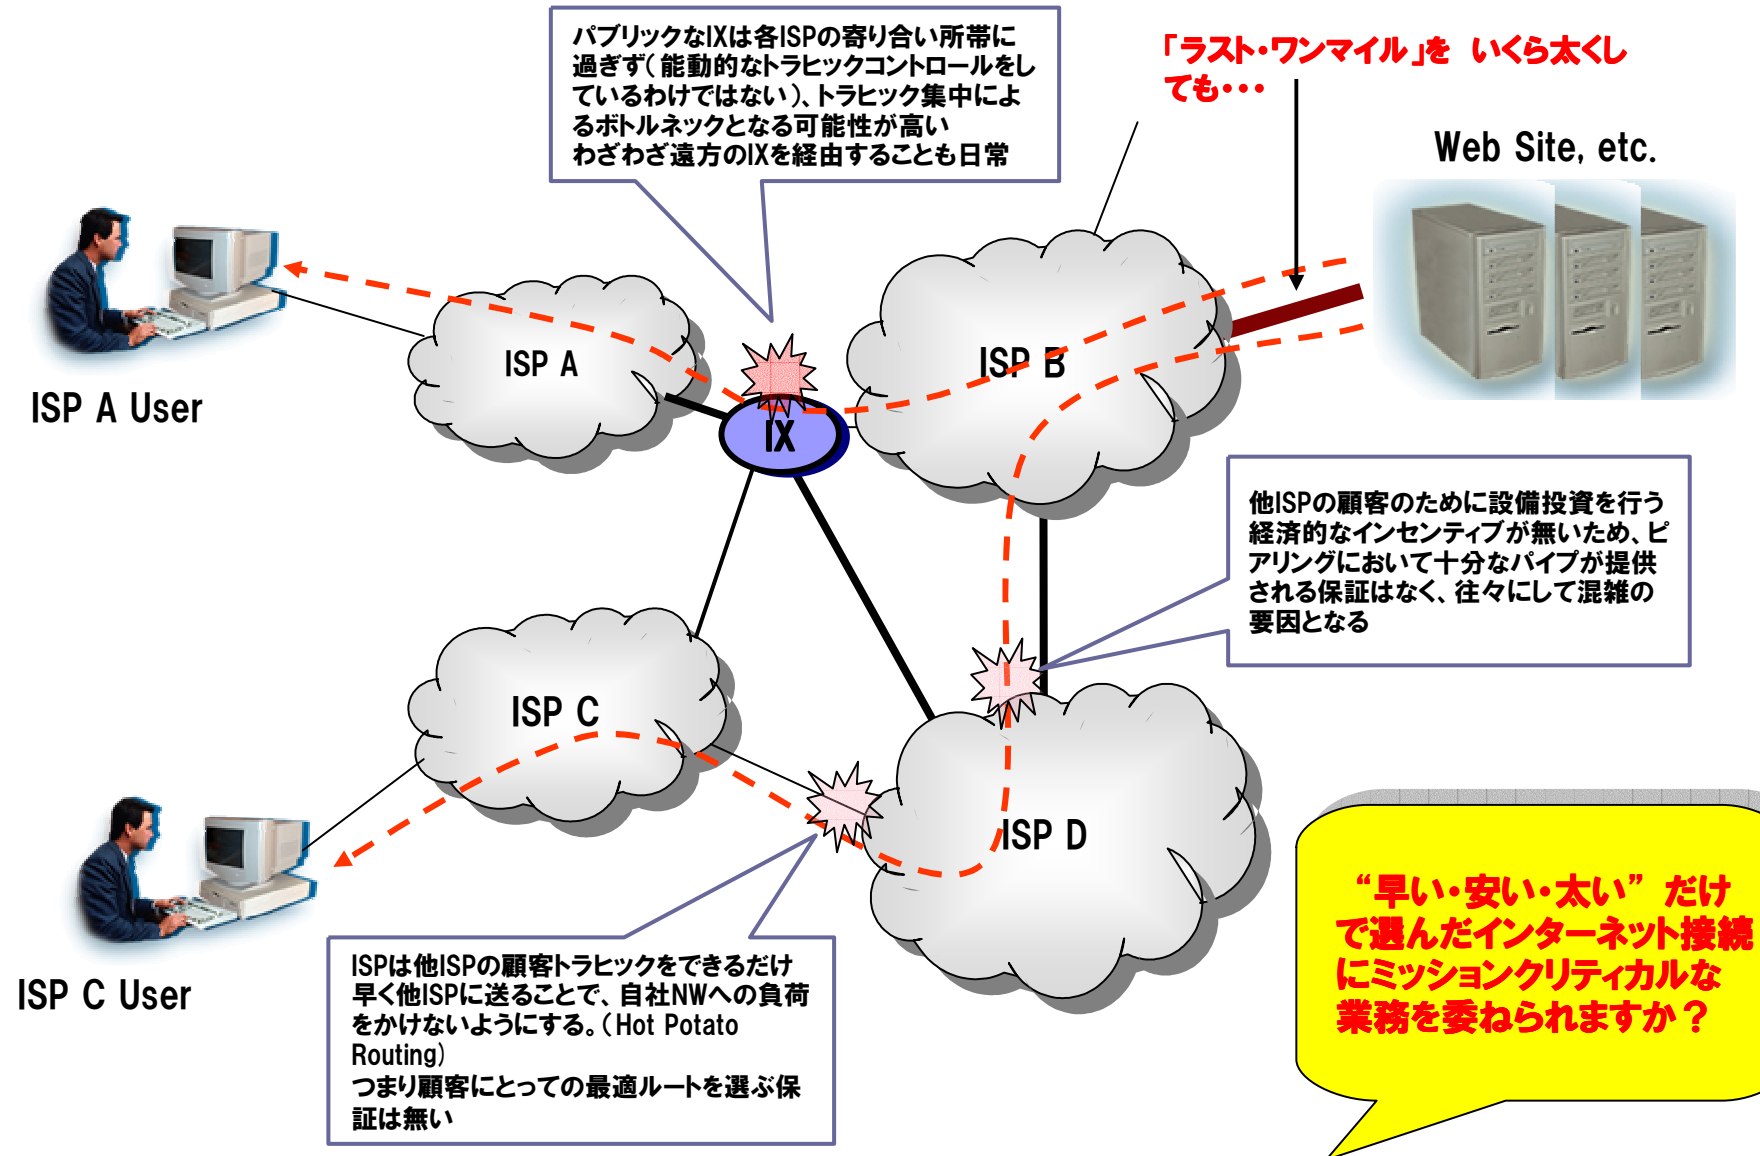 パブリックなIXは各ISPの寄り合い所帯に
過ぎず(能動的なトラヒックコントロールをし
ているわけではない)、トラヒック集中によ
るボトルネックとなる可能性が高い
わざわざ遠方のIXを経由することも日常
「ラスト・ワンマイル」を いくら太くし
ても・・・
Web Site, etc.
ISP A
ISP B
ISP A User
IX
他ISPの顧客のために設備投資を行う
経済的なインセンティブが無いため、ピ
アリングにおいて十分なパイプが提供
される保証はなく、往々にして混雑の
要因となる
ISP C
ISP D
ISP C User
ISPは他ISPの顧客トラヒックをできるだけ
早く他ISPに送ることで、自社NWへの負荷
をかけないようにする。(Hot Potato
Routing)
つまり顧客にとっての最適ルートを選ぶ保
証は無い
“早い・安い・太い” だけ
で選んだインターネット接続
にミッションクリティカルな
業務を委ねられますか?